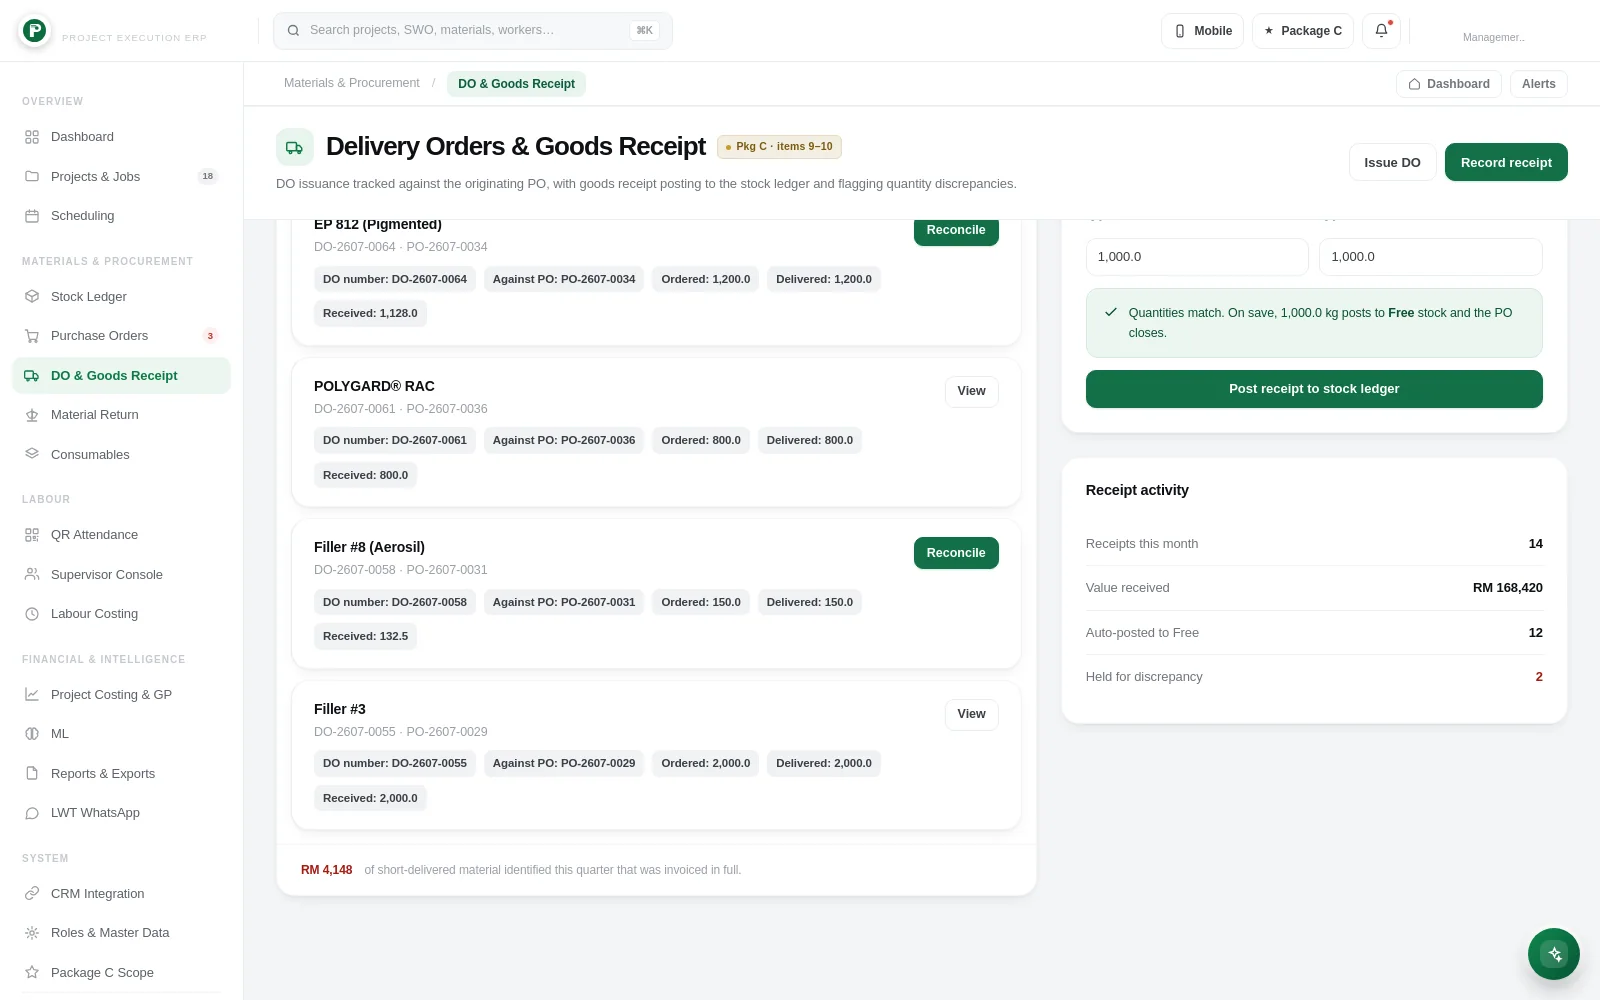 PROJECT EXECUTION ERP
Search projects, SWO, materials, workers…
⌘K
Mobile
★ Package C
Managemer..
OVERVIEW
Dashboard
Projects & Jobs
18
Scheduling
MATERIALS & PROCUREMENT
Stock Ledger
Purchase Orders
3
DO & Goods Receipt
Material Return
Consumables
LABOUR
QR Attendance
Supervisor Console
Labour Costing
FINANCIAL & INTELLIGENCE
Project Costing & GP
ML
Reports & Exports
LWT WhatsApp
SYSTEM
CRM Integration
Roles & Master Data
Package C Scope
Materials & Procurement / DO & Goods Receipt
Dashboard
Alerts
Delivery Orders & Goods Receipt
Pkg C · items 9–10
DO issuance tracked against the originating PO, with goods receipt posting to the stock ledger and flagging quantity discrepancies.
Issue DO
Record receipt
EP 812 (Pigmented)
DO-2607-0064 · PO-2607-0034
Reconcile
DO number: DO-2607-0064 Against PO: PO-2607-0034 Ordered: 1,200.0 Delivered: 1,200.0
Received: 1,128.0
POLYGARD® RAC
DO-2607-0061 · PO-2607-0036
View
DO number: DO-2607-0061 Against PO: PO-2607-0036 Ordered: 800.0 Delivered: 800.0
Received: 800.0
Filler #8 (Aerosil)
DO-2607-0058 · PO-2607-0031
Reconcile
DO number: DO-2607-0058 Against PO: PO-2607-0031 Ordered: 150.0 Delivered: 150.0
Received: 132.5
Filler #3
DO-2607-0055 · PO-2607-0029
View
DO number: DO-2607-0055 Against PO: PO-2607-0029 Ordered: 2,000.0 Delivered: 2,000.0
Received: 2,000.0
RM 4,148 of short-delivered material identified this quarter that was invoiced in full.
1,000.0
1,000.0
Quantities match. On save, 1,000.0 kg posts to Free stock and the PO
closes.
Post receipt to stock ledger
Receipt activity
Receipts this month 14
Value received RM 168,420
Auto-posted to Free 12
Held for discrepancy 2